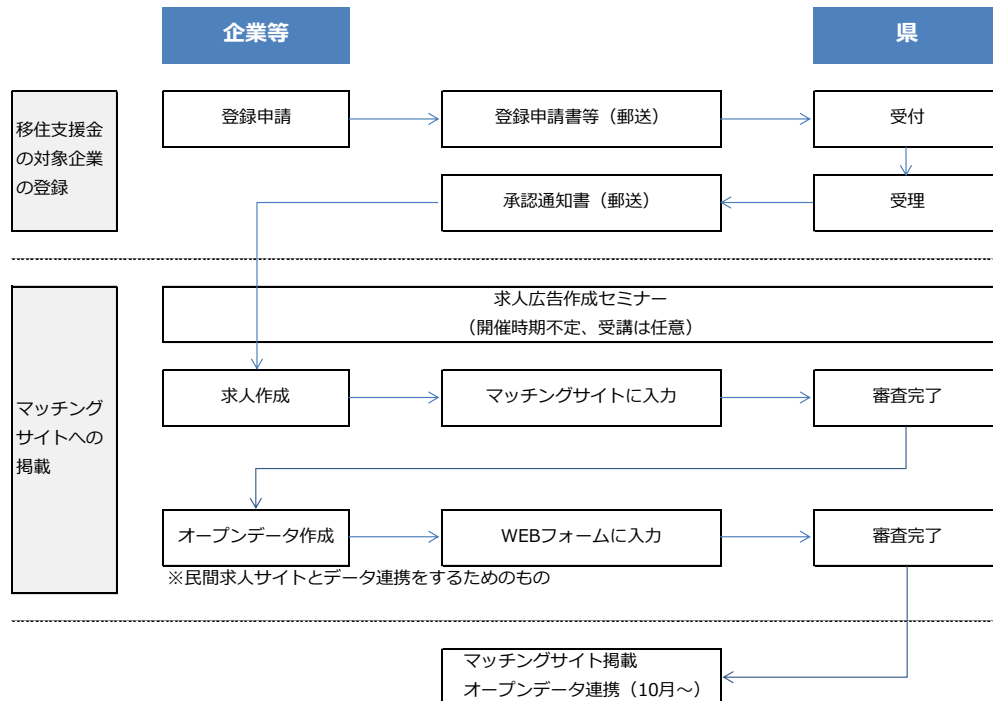 企業等
県
移住支援金
の対象企業
の登録
登録申請
登録申請書等（郵送）
受付
承認通知書（郵送）
受理
マッチング
サイトへの
掲載
求人広告作成セミナー
（開催時期不定、受講は任意）
求人作成
マッチングサイトに入力
審査完了
オープンデータ作成
WEBフォームに入力
審査完了
※民間求人サイトとデータ連携をするためのもの
マッチングサイト掲載
オープンデータ連携（10月～）